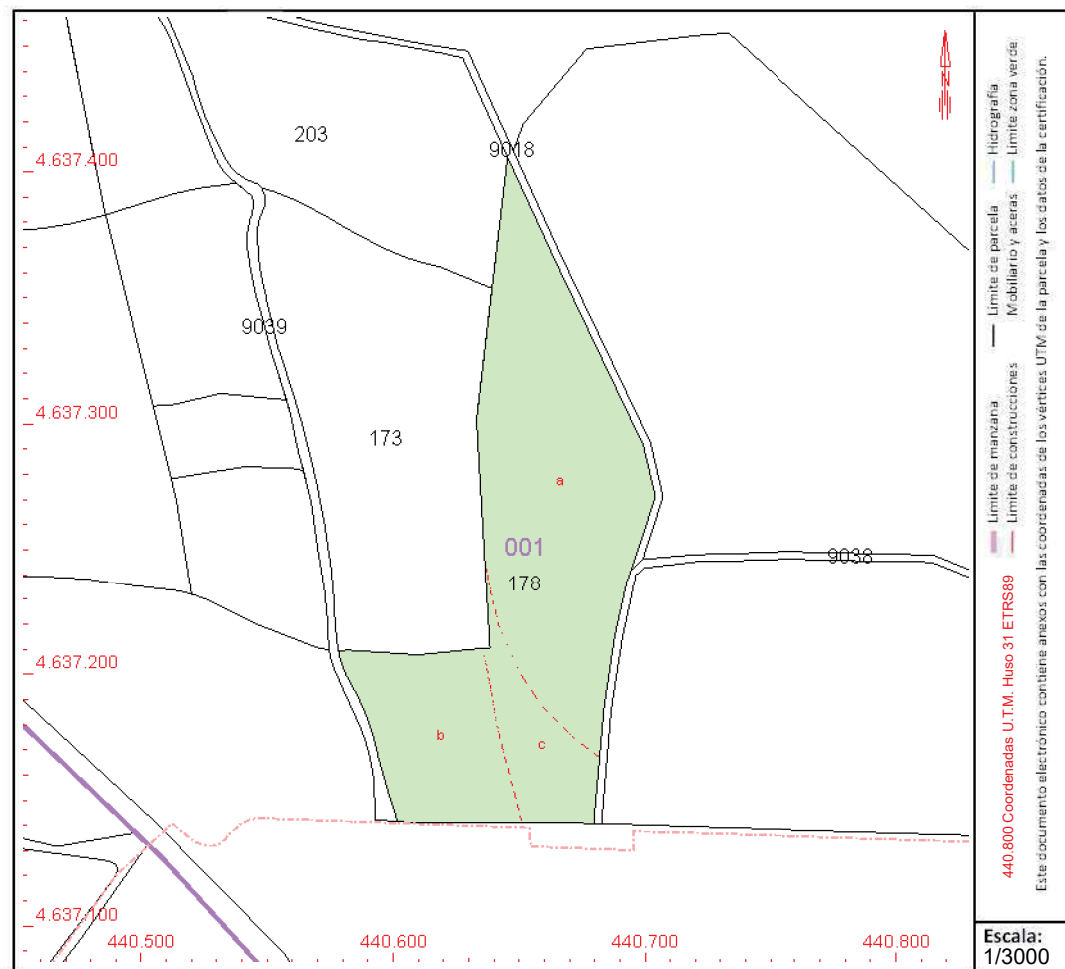 203
9018
4.637.400
9039
4.637.300
173
a
001
178
9038
4.637.200
b
c
4.637.100
440.500
440.600
440.700
440.800
N
440.800 Coordenadas U.T.M. Huso 31 ETRS89
Límite de manzana
Límite de construcciones
Límite de parcela
Mobiliario y aceras
Hidrografía
Límite zona verde
Este documento electrónico contiene anexos con las coordenadas de los vértices UTM de la parcela y los datos de la certificación.
Escala:
1/3000